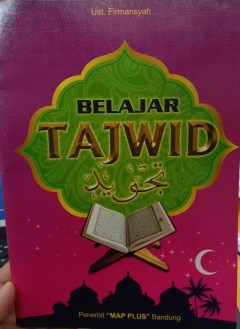 Ust. Firmansyah
BELAJAR
TAJWID
تجويد
Penerbit "MAP PLUS" Bandung